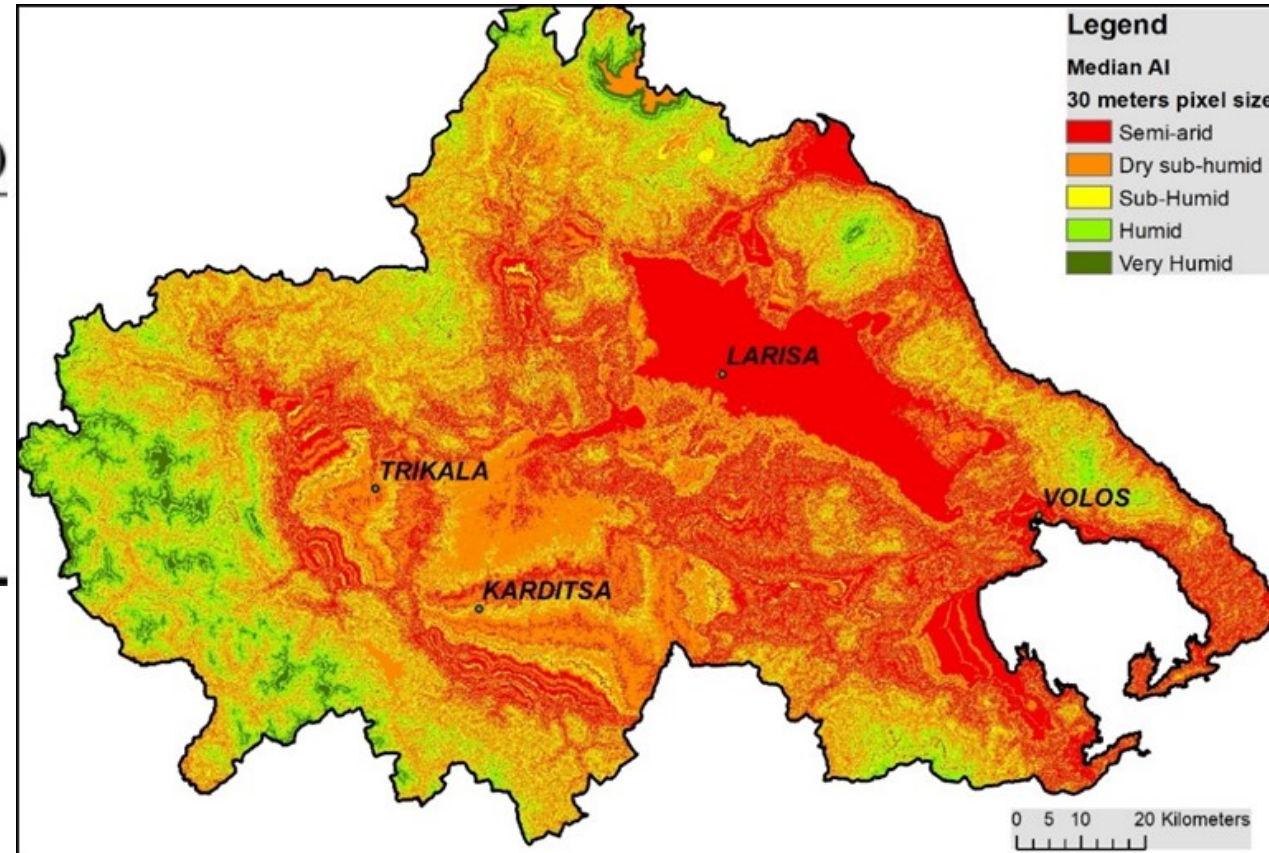 Legend
Median AI
30 meters pixel size
Semi-arid
Dry sub-humid
Sub-Humid
Humid
Very Humid
LARISA
TRIKALA
VOLOS
KARDITSA
0 5 10 20 Kilometers